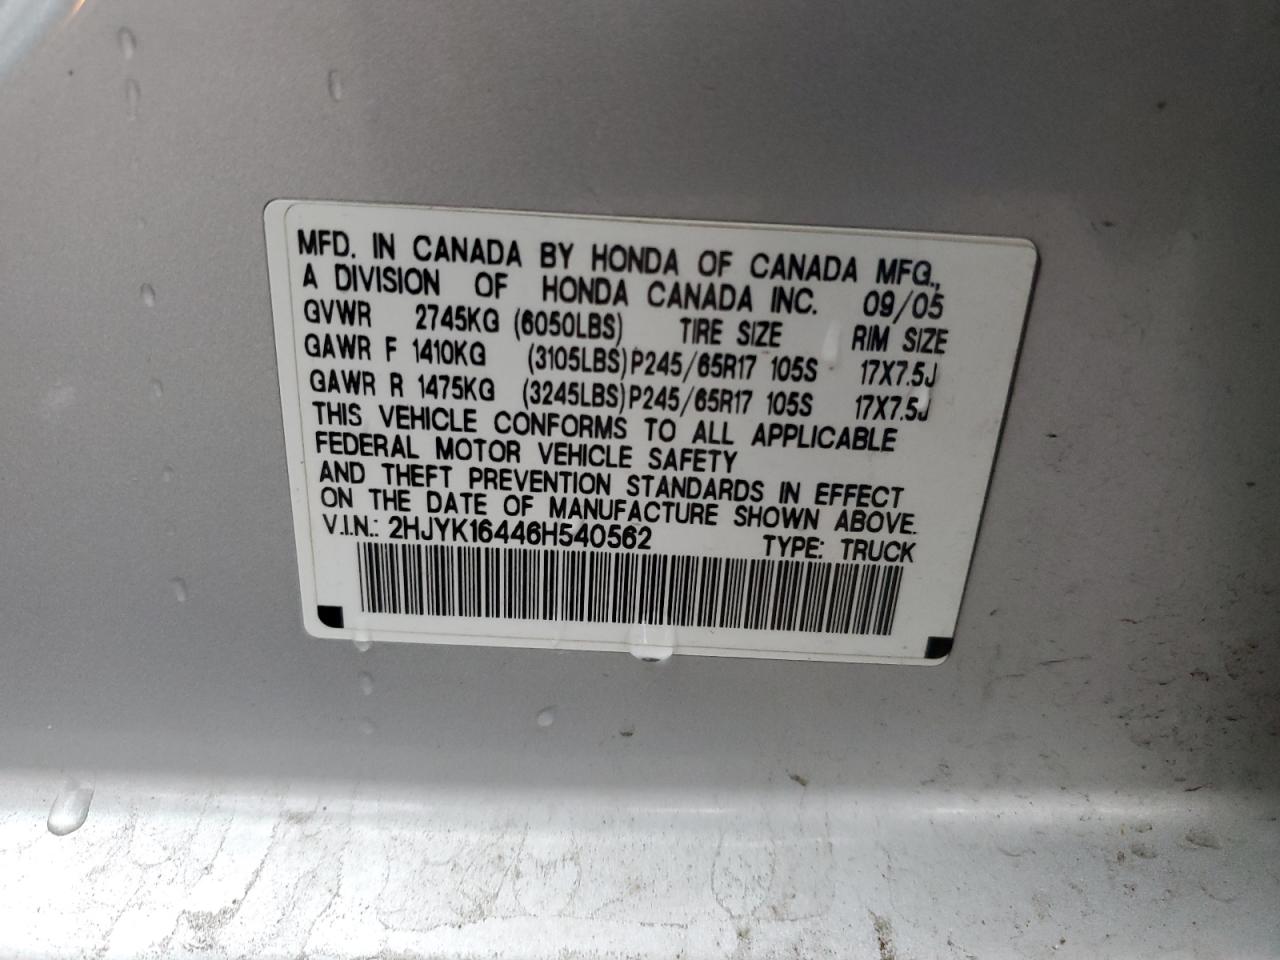 MFD. IN CANADA BY HONDA OF CANADA MFG.,
A DIVISION OF HONDA CANADA INC. 09/05
GVWR 2745KG (6050LBS) TIRE SIZE RIM SIZE
GAWR F 1410KG (3105LBS) P245/65R17 105S 17X7.5J
GAWR R 1475KG (3245LBS) P245/65R17 105S 17X7.5J
THIS VEHICLE CONFORMS TO ALL APPLICABLE
FEDERAL MOTOR VEHICLE SAFETY
AND THEFT PREVENTION STANDARDS IN EFFECT
ON THE DATE OF MANUFACTURE SHOWN ABOVE.
V.I.N.: 2HJYK16446H540562 TYPE: TRUCK